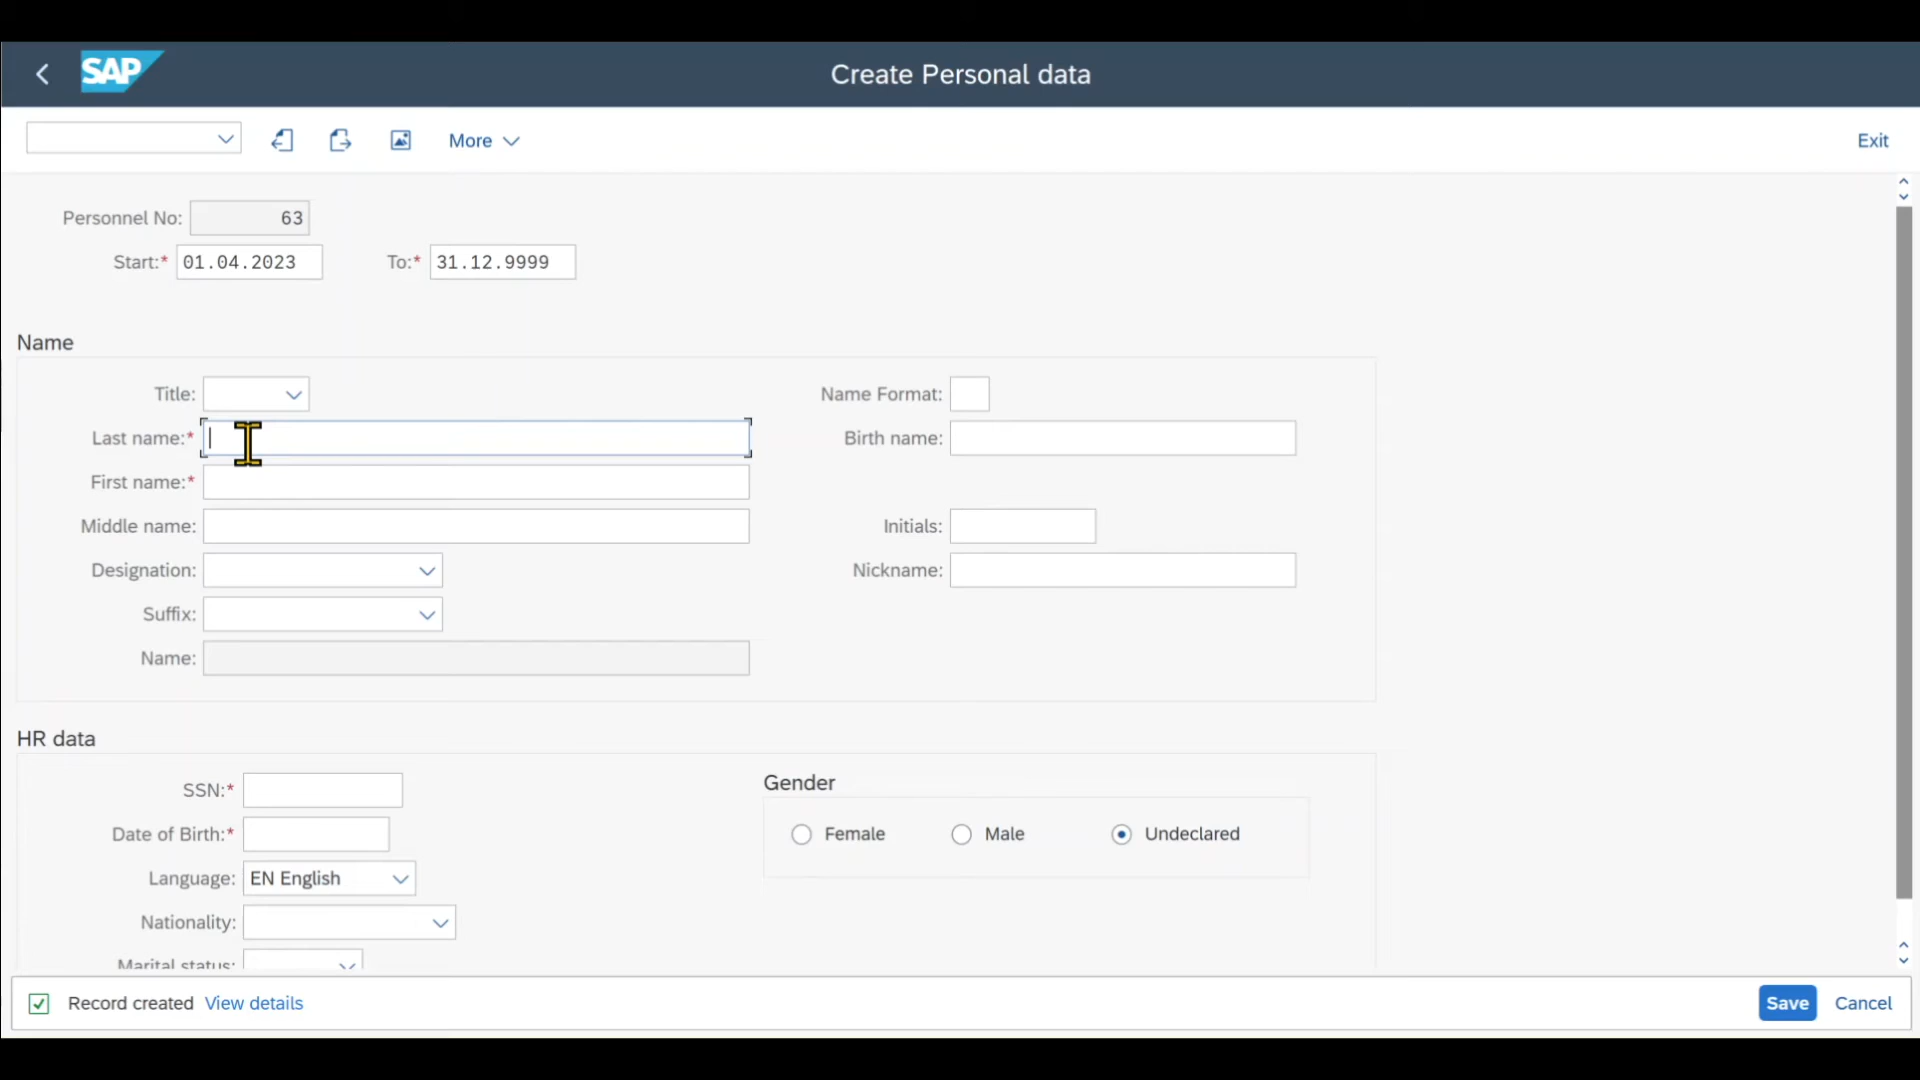 SAP
Create Personal data
More
Exit
Personnel No: 63
Start:* 01.04.2023 To:* 31.12.9999
Name
Title: Name Format:
Last name:* Birth name:
First name:*
Middle name: Initials:
Designation: Nickname:
Suffix:
Name:
HR data
SSN:* Gender
Date of Birth:* Female Male Undeclared
Language: EN English
Nationality:
Marital status:
Record created View details Save Cancel